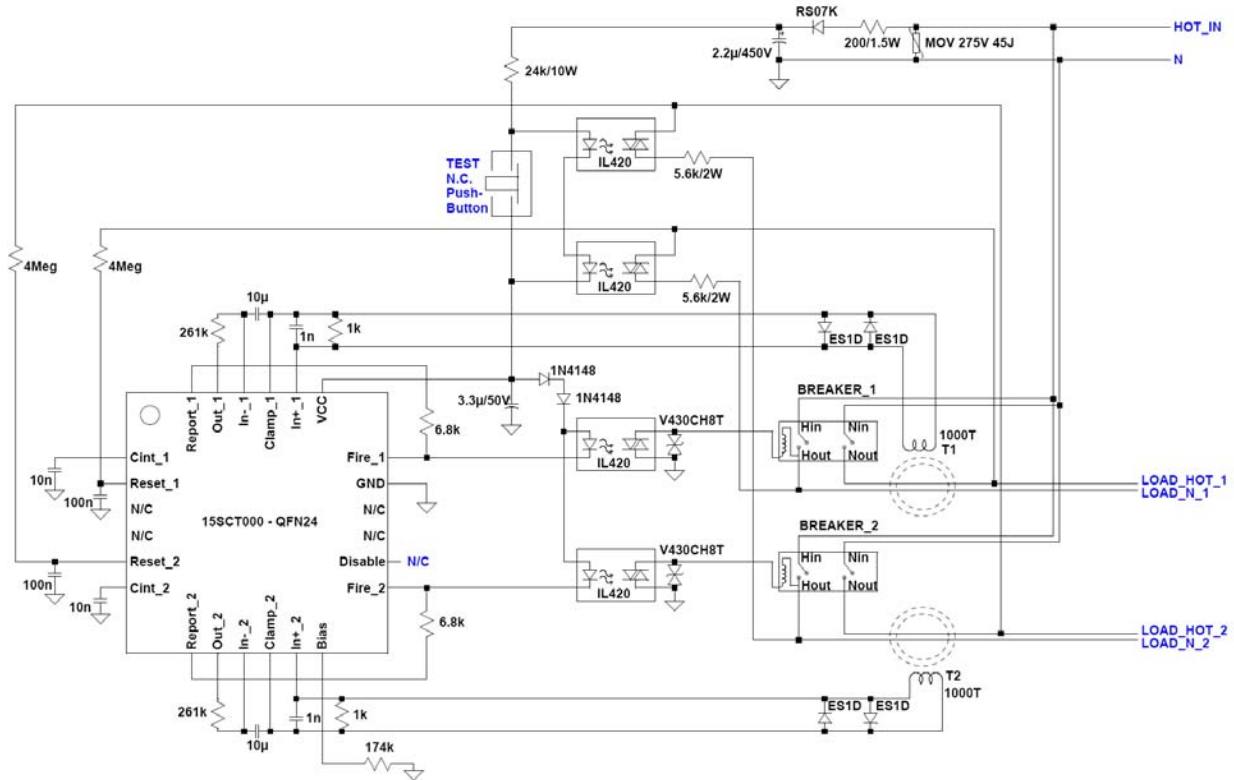 RS07K
HOT_IN
200/1.5W
MOV 275V 45J
2.2µ/450V
N
24k/10W
IL420
5.6k/2W
TEST
N.C.
Push-
Button
4Meg
4Meg
IL420
5.6k/2W
10µ
261k
1n
1k
ES1D
ES1D
1N4148
1N4148
3.3µ/50V
V430CH8T
BREAKER_1
Hin
Nin
Hout
Nout
1000T
T1
IL420
6.8k
Report_1
Out_1
In-_1
Clamp_1
In+_1
VCC
Cint_1
10n
Reset_1
100n
N/C
N/C
Reset_2
100n
Cint_2
10n
15SCT000 - QFN24
Fire_1
GND
N/C
N/C
Disable
N/C
Fire_2
LOAD_HOT_1
LOAD_N_1
BREAKER_2
V430CH8T
Hin
Nin
Hout
Nout
IL420
6.8k
Report_2
Out_2
In-_2
Clamp_2
In+_2
Bias
LOAD_HOT_2
LOAD_N_2
T2
1000T
261k
10µ
1n
1k
ES1D
ES1D
174k